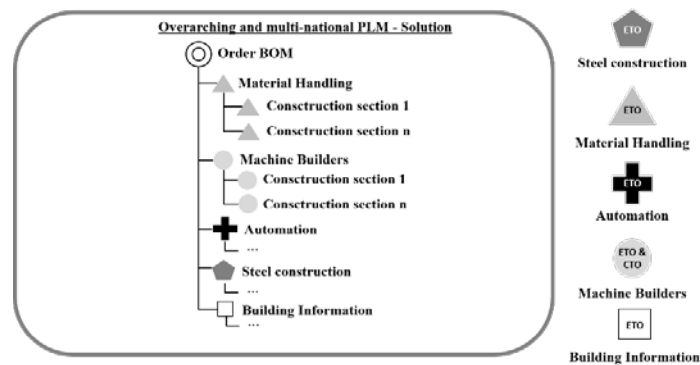 Overarching and multi-national PLM - Solution
Order BOM
Material Handling
Consctruction section 1
Consctruction section n
Machine Builders
Consctruction section 1
Consctruction section n
Automation
...
Steel construction
...
Building Information
...
ETO
Steel construction
ETO
Material Handling
ETO
Automation
ETO &
CTO
Machine Builders
ETO
Building Information